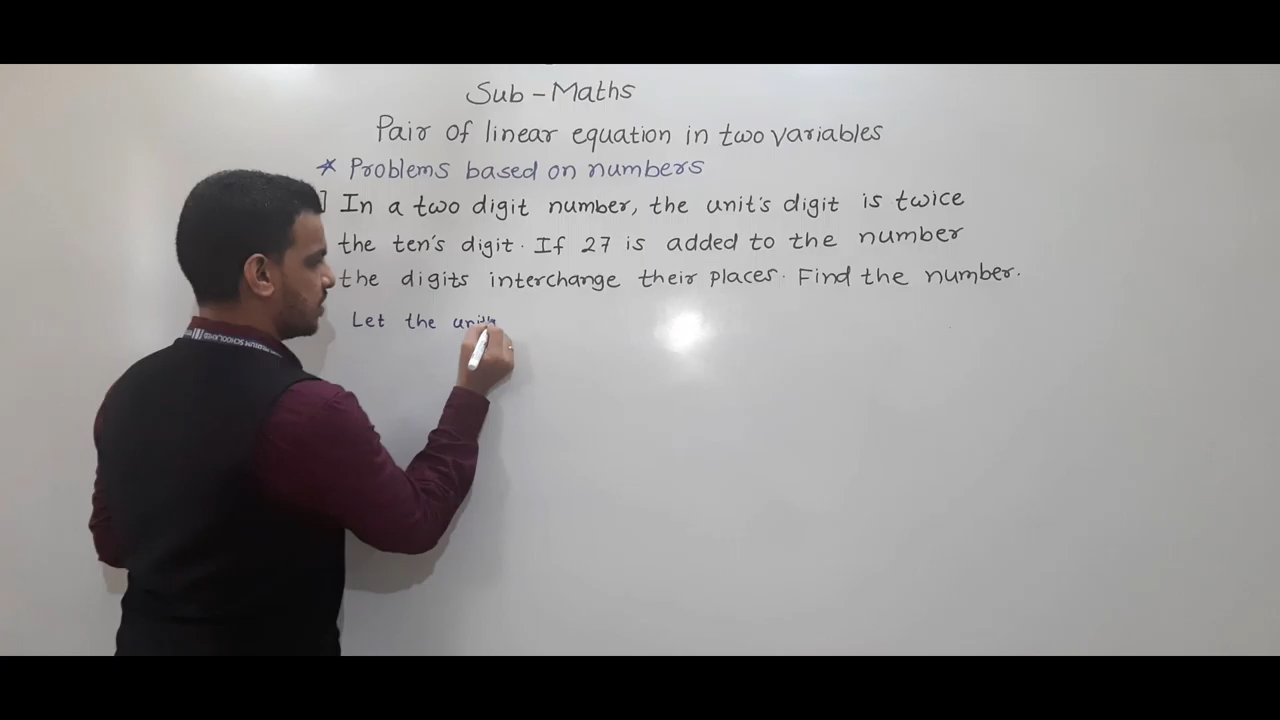 Sub - Maths
Pair of linear equation in two variables
* Problems based on numbers
] In a two digit number, the unit's digit is twice
the ten's digit. If 27 is added to the number
the digits interchange their places. Find the number.
Let the